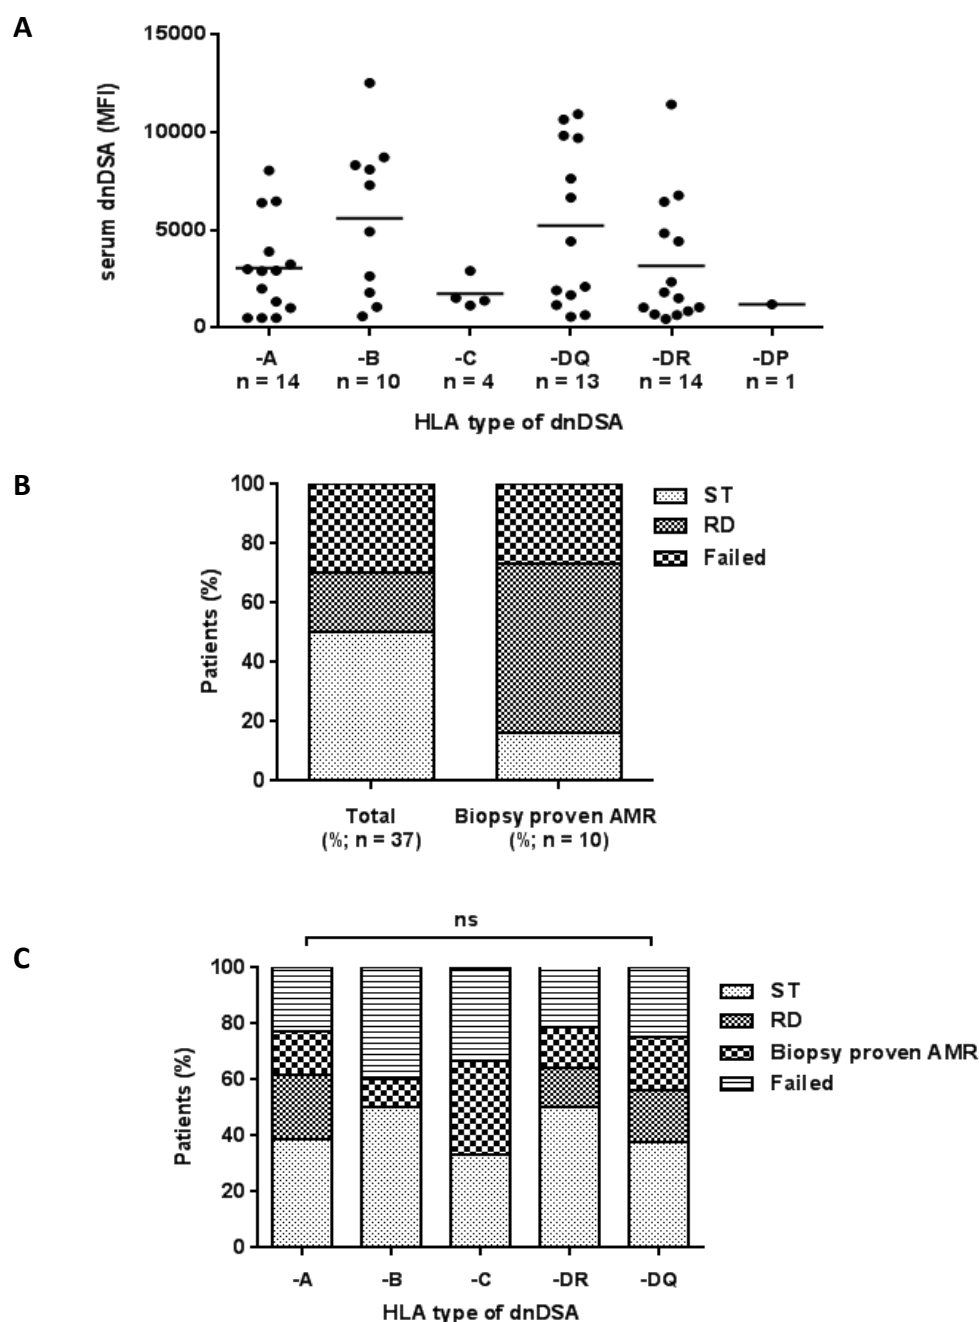 A
serum dnDSA (MFI)
15000
10000
5000
0
-A -B -C -DQ -DR -DP
n = 14 n = 10 n = 4 n = 13 n = 14 n = 1
HLA type of dnDSA
B
Patients (%)
100
80
60
40
20
0
ST
RD
Failed
Total Biopsy proven AMR
(%; n = 37) (%; n = 10)
ns
C
Patients (%)
100
80
60
40
20
0
ST
RD
Biopsy proven AMR
Failed
-A -B -C -DR -DQ
HLA type of dnDSA